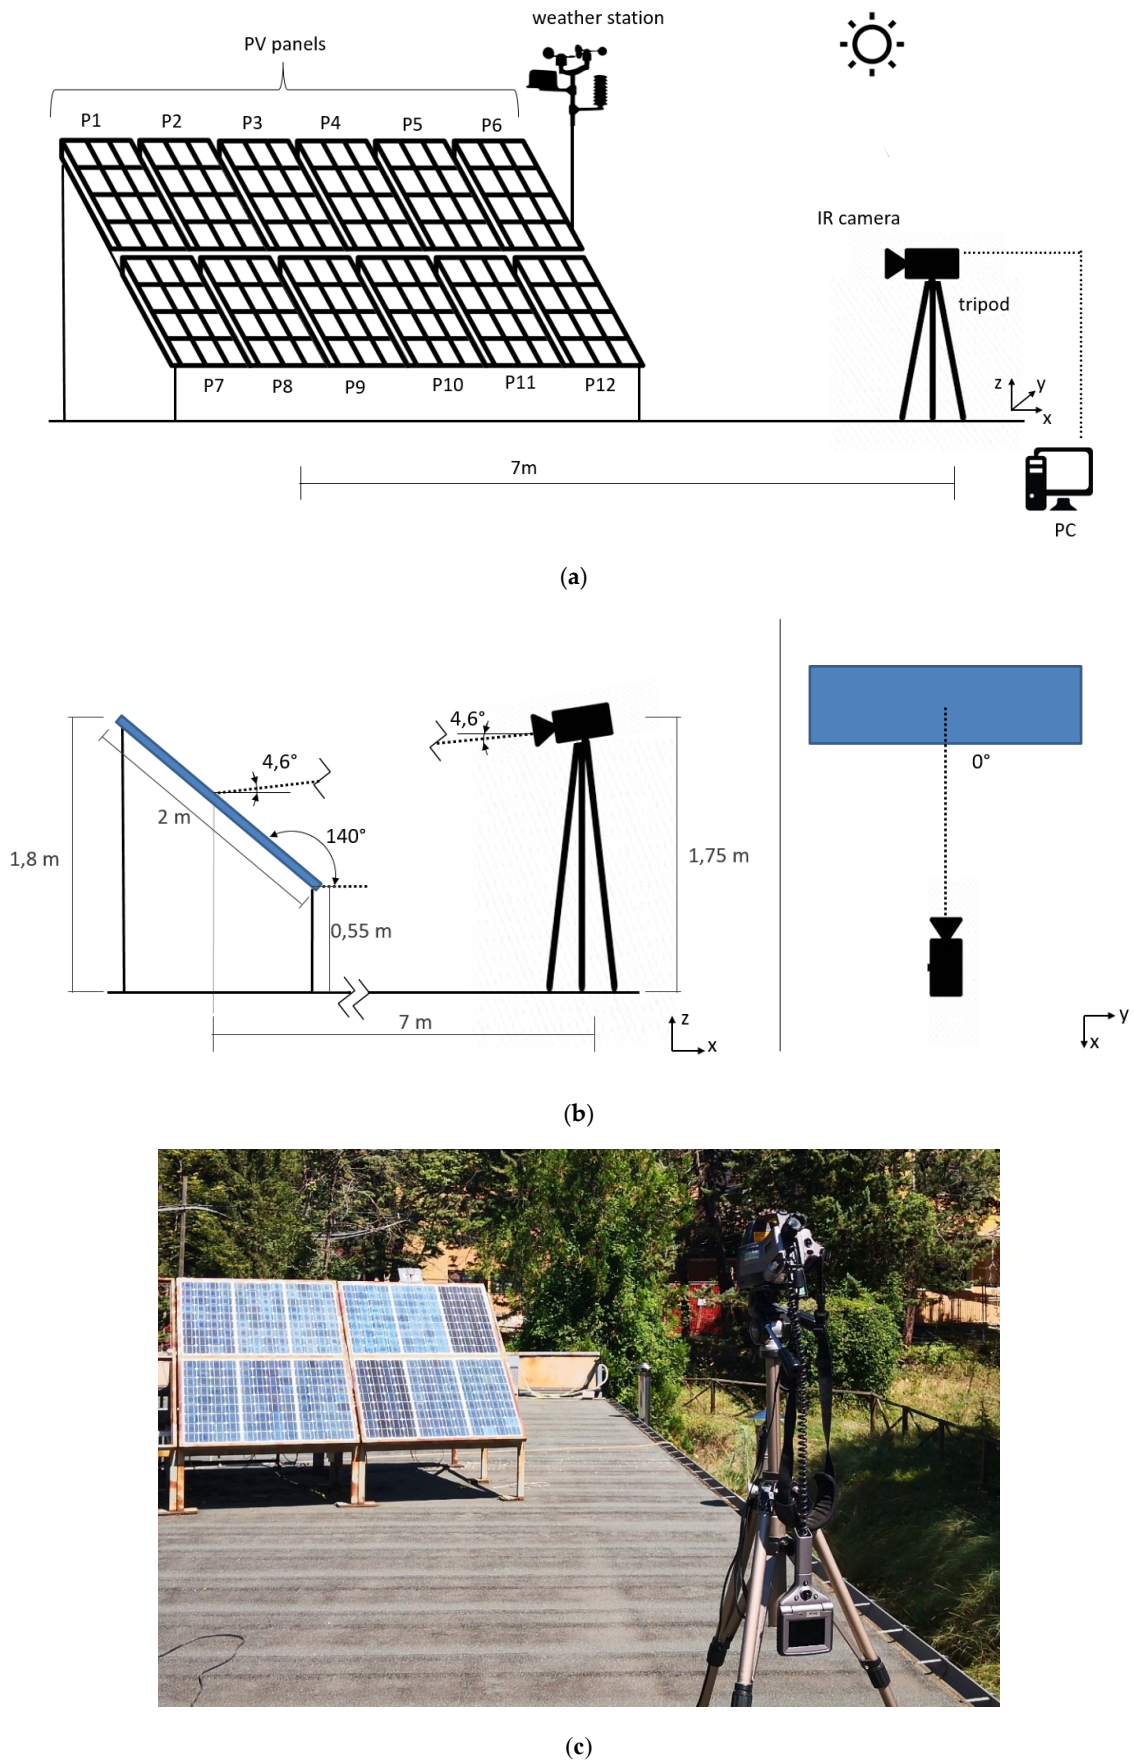 weather station
PV panels
P1 P2 P3 P4 P5 P6
IR camera
tripod
P7 P8 P9 P10 P11 P12
z y x
7m
PC
(a)
4,6°
4,6°
0°
2 m
140°
1,8 m
1,75 m
0,55 m
7 m
z
x
y
x
(b)
(c)